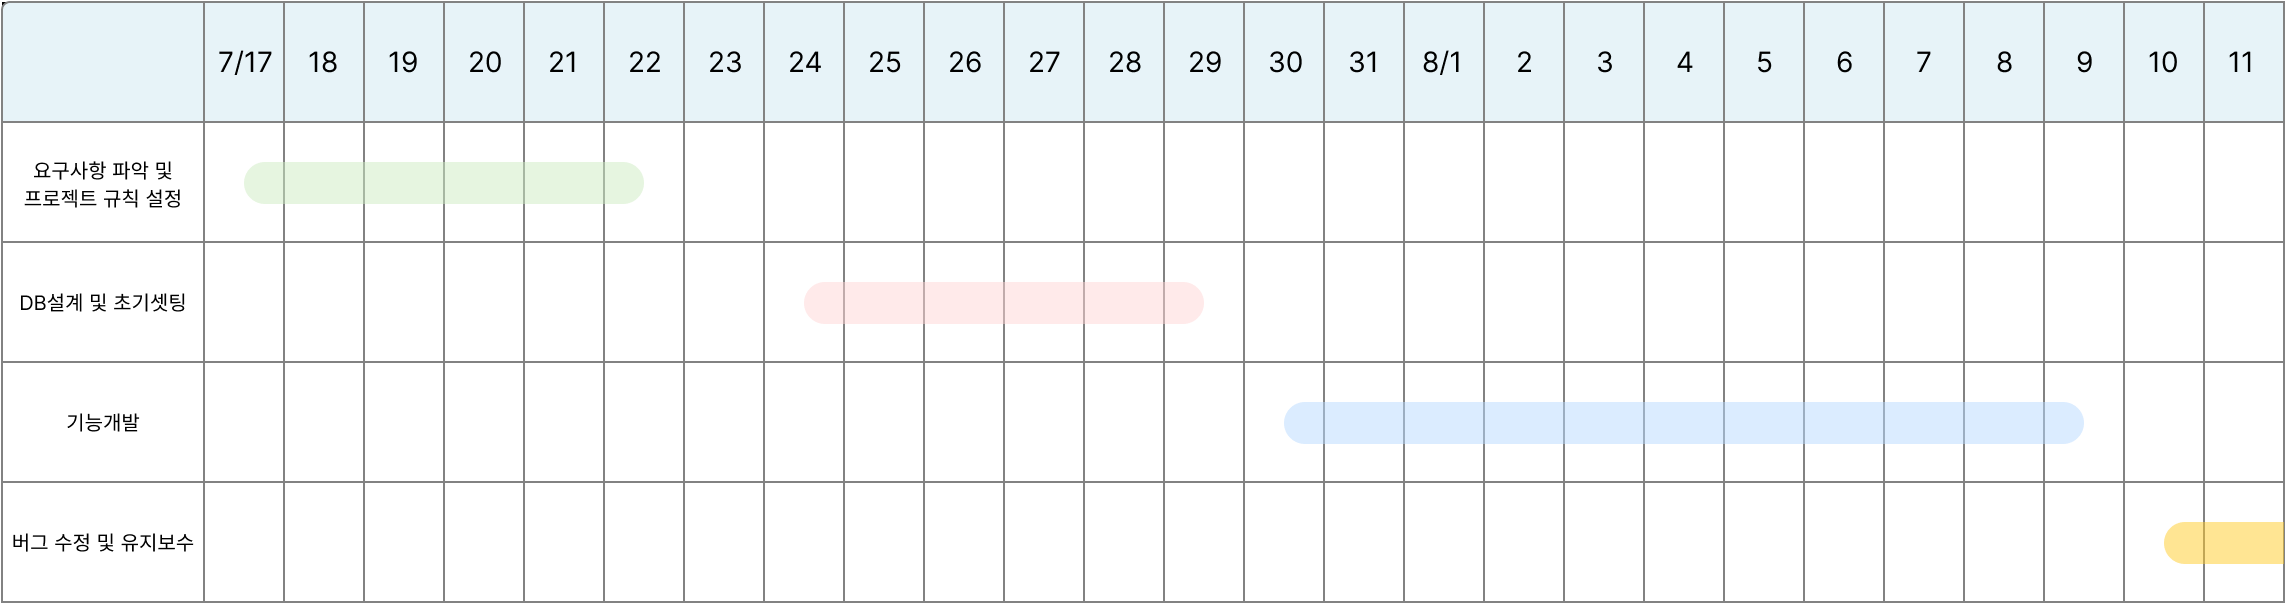 7/17 18 19 20 21 22 23 24 25 26 27 28 29 30 31 8/1 2 3 4 5 6 7 8 9 10 11
요구사항 파악 및
프로젝트 규칙 설정
DB설계 및 초기셋팅
기능개발
버그 수정 및 유지보수